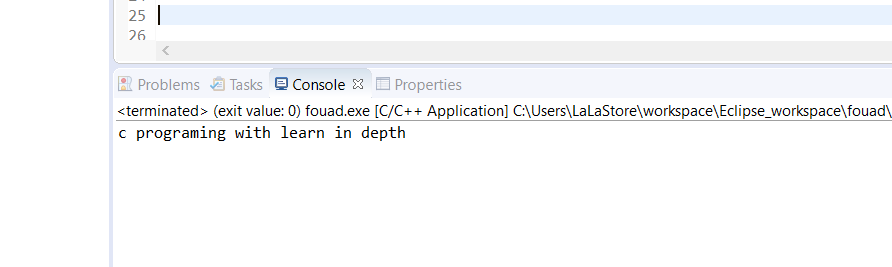 25
26
Problems Tasks Console Properties
<terminated> (exit value: 0) fouad.exe [C/C++ Application] C:\Users\LaLaStore\workspace\Eclipse_workspace\fouad\
c programing with learn in depth